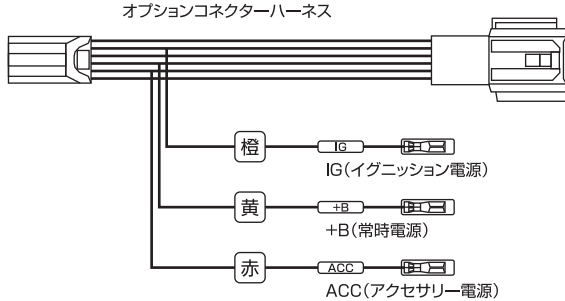 オプションコネクターハーネス
橙 IG
IG(イグニッション電源)
黄 +B
+B(常時電源)
赤 ACC
ACC(アクセサリー電源)